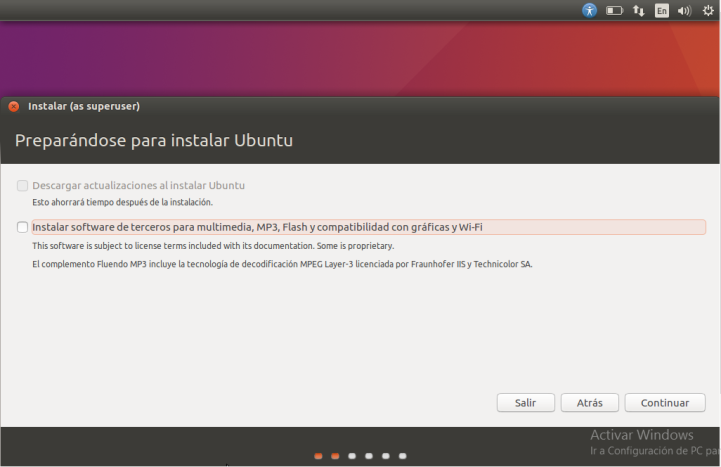 En
Instalar (as superuser)
Preparándose para instalar Ubuntu
Descargar actualizaciones al instalar Ubuntu
Esto ahorrará tiempo después de la instalación.
Instalar software de terceros para multimedia, MP3, Flash y compatibilidad con gráficas y Wi-Fi
This software is subject to license terms included with its documentation. Some is proprietary.
El complemento Fluendo MP3 incluye la tecnología de decodificación MPEG Layer-3 licenciada por Fraunhofer IIS y Technicolor SA.
Salir Atrás Continuar
Activar Windows
Ir a Configuración de PC